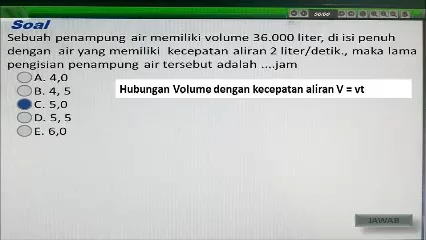 50/60
Soal
Sebuah penampung air memiliki volume 36.000 liter, di isi penuh
dengan air yang memiliki kecepatan aliran 2 liter/detik., maka lama
pengisian penampung air tersebut adalah ....jam
A. 4,0
B. 4, 5
C. 5,0
D. 5, 5
E. 6,0
Hubungan Volume dengan kecepatan aliran V = vt
JAWAB